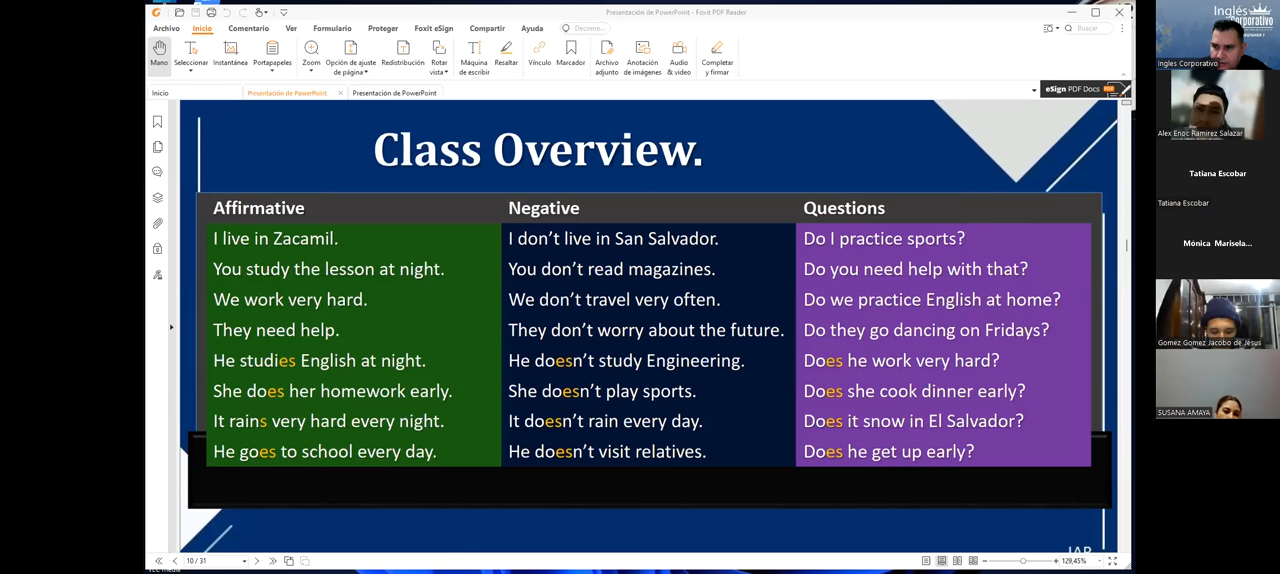 Presentación de PowerPoint - Foxit PDF Reader
Archivo Inicio Comentario Ver Formulario Proteger Foxit eSign Compartir Ayuda Decirme... Buscar
Mano Seleccionar Instantánea Portapapeles Zoom Opción de ajuste de página Redistribución Rotar vista Máquina de escribir Resaltar Vínculo Marcador Archivo adjunto Anotación de imágenes Audio & vídeo Completar y firmar
Inicio Presentación de PowerPoint Presentación de PowerPoint eSign PDF Docs
Class Overview.
Affirmative Negative Questions
I live in Zacamil. I don't live in San Salvador. Do I practice sports?
You study the lesson at night. You don't read magazines. Do you need help with that?
We work very hard. We don't travel very often. Do we practice English at home?
They need help. They don't worry about the future. Do they go dancing on Fridays?
He studies English at night. He doesn't study Engineering. Does he work very hard?
She does her homework early. She doesn't play sports. Does she cook dinner early?
It rains very hard every night. It doesn't rain every day. Does it snow in El Salvador?
He goes to school every day. He doesn't visit relatives. Does he get up early?
10 / 31 129,45%
Inglés
Corporativo
Ingles Corporativo
Alex Enoc Ramirez Salazar
Tatiana Escobar
Tatiana Escobar
Mónica Marisela...
Gomez Gomez Jacobo de Jesus
SUSANA AMAYA